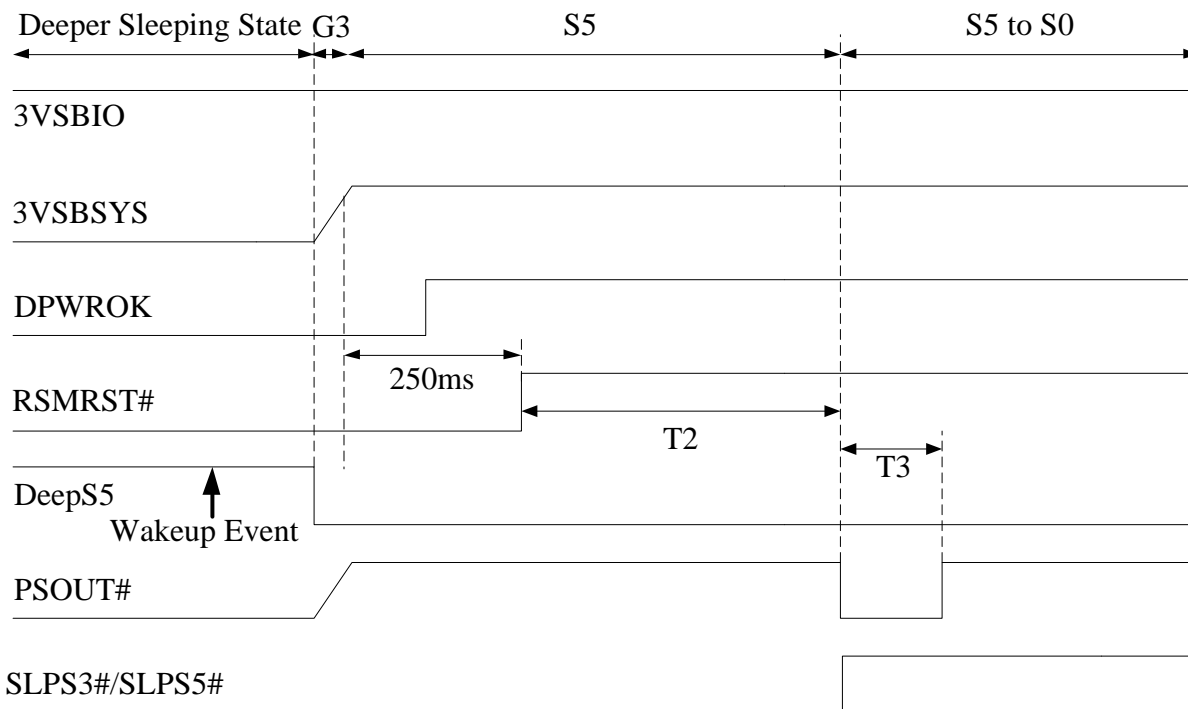 Deeper Sleeping State G3 S5 S5 to S0
3VSBIO
3VSBSYS
DPWROK
250ms
RSMRST#
T2
T3
DeepS5
Wakeup Event
PSOUT#
SLPS3#/SLPS5#